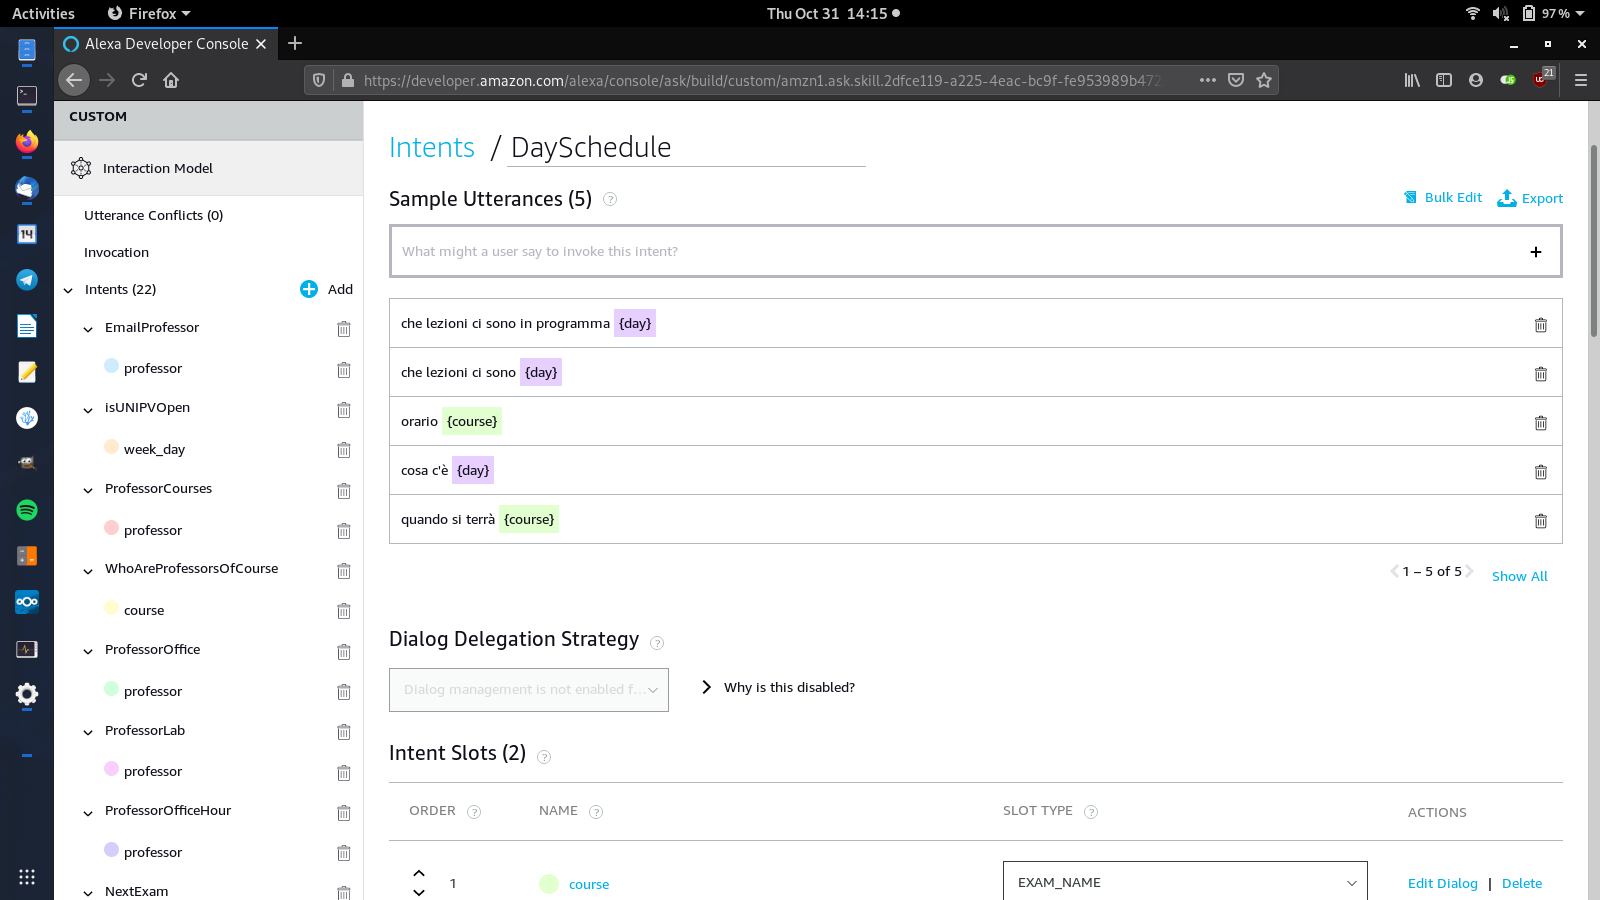 Activities
Firefox
Thu Oct 31 14:15
97 %
Alexa Developer Console
https://developer.amazon.com/alexa/console/ask/build/custom/amzn1.ask.skill.2dfce119-a225-4eac-bc9f-fe953989b472
21
14
CUSTOM
Interaction Model
Utterance Conflicts (0)
Invocation
Intents (22)
Add
EmailProfessor
professor
isUNIPVOpen
week_day
ProfessorCourses
professor
WhoAreProfessorsOfCourse
course
ProfessorOffice
professor
ProfessorLab
professor
ProfessorOfficeHour
professor
NextExam
Intents / DaySchedule
Sample Utterances (5) ?
Bulk Edit
Export
What might a user say to invoke this intent?
che lezioni ci sono in programma {day}
che lezioni ci sono {day}
orario {course}
cosa c'è {day}
quando si terrà {course}
1 – 5 of 5
Show All
Dialog Delegation Strategy ?
Dialog management is not enabled f...
Why is this disabled?
Intent Slots (2) ?
ORDER ? NAME ? SLOT TYPE ? ACTIONS
1 course EXAM_NAME Edit Dialog | Delete